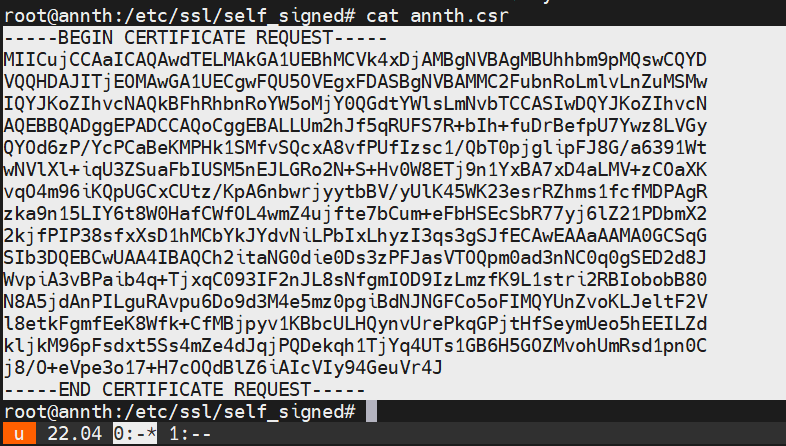 root@annth:/etc/ssl/self_signed# cat annth.csr
-----BEGIN CERTIFICATE REQUEST-----
MIICujCCAaICAQAwdTELMAkGA1UEBhMCVk4xDjAMBgNVBAgMBUhhbm9pMQswCQYD
VQQHDAJITjEOMAwGA1UECgwFQU5OVEgxFDASBgNVBAMMC2FubnRoLmlvLnZuMSMw
IQYJKoZIhvcNAQkBFhRhbnRoYW5oMjY0QGdtYWlsLmNvbTCCASIwDQYJKoZIhvcN
AQEBBQADggEPADCCAQoCggEBALLUm2hJf5qRUFS7R+bIh+fuDrBefpU7Ywz8LVGy
QYOd6zP/YcPCaBeKMPHk1SMfvSQcxA8vfPUfIzsc1/QbT0pjglipFJ8G/a6391Wt
wNVlXl+iqU3ZSuaFbIUSM5nEJLGRo2N+S+Hv0W8ETj9n1YxBA7xD4aLMV+zCOaXK
vqO4m96iKQpUGCxCUtz/KpA6nbwrjyytbBV/yUlK45WK23esrRZhms1fcfMDPAgR
zka9n15LIY6t8W0HafCWfOL4wmZ4ujfte7bCum+eFbHSEcSbR77yj6lZ21PDbmX2
2kjfPIP38sfxXsD1hMCbYkJYdvNiLPbIxLhyzI3qs3gSJfECAwEAAaAAMA0GCSqG
SIb3DQEBCwUAA4IBAQCh2itaNG0die0Ds3zPFJasVTOQpm0ad3nNC0q0gSED2d8J
WvpiA3vBPaib4q+TjxqC093IF2nJL8sNfgmIOD9IzLmzfK9L1stri2RBIobobB80
N8A5jdAnPILguRAvpu6Do9d3M4e5mz0pgiBdNJNGFCo5oFIMQYUnZvoKLJeltF2V
l8etkFgmfEeK8Wfk+CfMBjpyv1KBbcULHQynvUrePkqGPjtHfSeymUeo5hEEILZd
kljkM96pFsdxt5Ss4mZe4dJqjPQDekqh1TjYq4UTs1GB6H5GOZMvohUmRsd1pn0C
j8/O+eVpe3o17+H7cOQdBlZ6iAIcVIy94GeuVr4J
-----END CERTIFICATE REQUEST-----
root@annth:/etc/ssl/self_signed#
u 22.04 0:-* 1:--